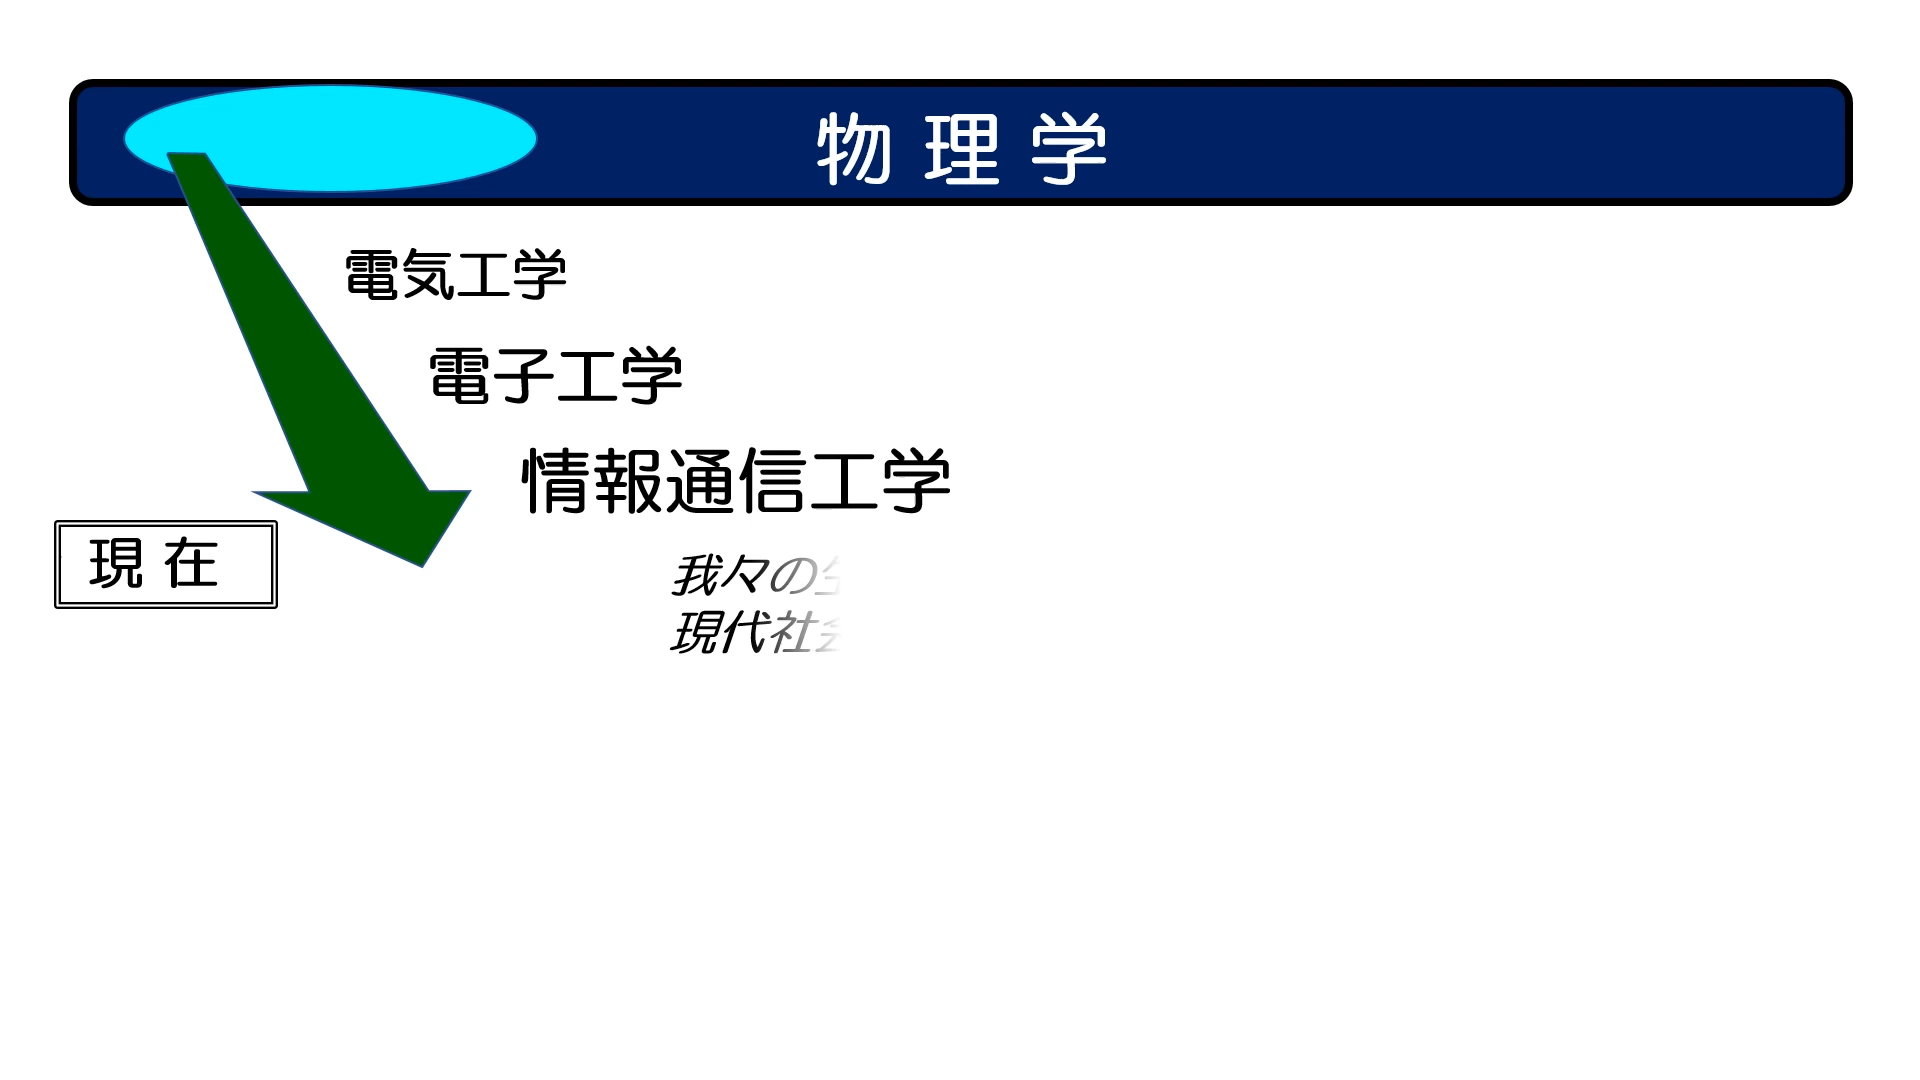 物理学
電気工学
電子工学
情報通信工学
現在
我々の
現代社会